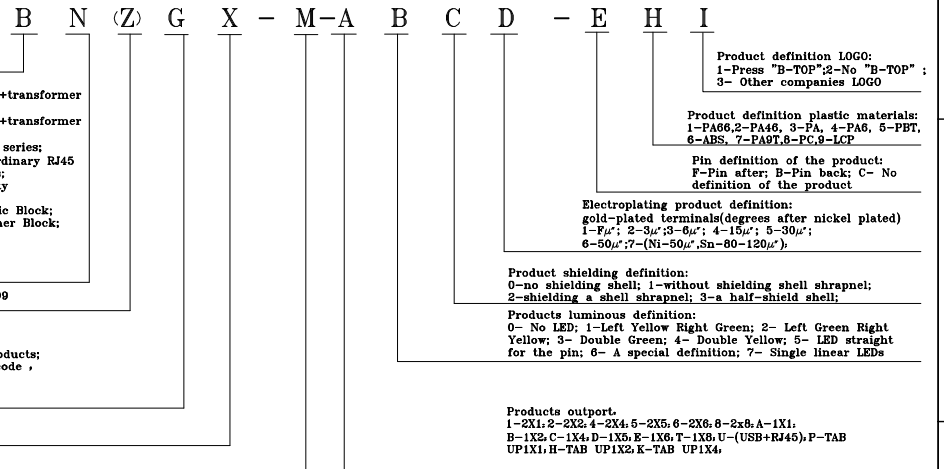 B N (Z) G X - M-A B C D - E H I
Product definition LOGO:
1-Press "B-TOP";2-No "B-TOP" ;
3- Other companies LOGO
+transformer
+transformer
Product definition plastic materials:
1-PA66,2-PA46, 3-PA, 4-PA6, 5-PBT,
6-ABS, 7-PA9T,8-PC,9-LCP
series;
rdinary RJ45
Pin definition of the product:
F-Pin after; B-Pin back; C- No
definition of the product
ic Block;
ner Block;
Electroplating product definition:
gold-plated terminals(degrees after nickel plated)
1-Fμ"; 2-3μ";3-6μ"; 4-15μ"; 5-30μ";
6-50μ";7-(Ni-50μ",Sn-80-120μ");
Product shielding definition:
0-no shielding shell; 1-without shielding shell shrapnel;
2-shielding a shell shrapnel; 3-a half-shield shell;
Products luminous definition:
0- No LED; 1-Left Yellow Right Green; 2- Left Green Right
Yellow; 3- Double Green; 4- Double Yellow; 5- LED straight
for the pin; 6- A special definition; 7- Single linear LEDs
oducts;
ode ,
Products outport.
1-2X1; 2-2X2; 4-2X4; 5-2X5; 6-2X6; 8-2x8; A-1X1;
B-1X2; C-1X4; D-1X5; E-1X6; T-1X8; U-(USB+RJ45); P-TAB
UP1X1; H-TAB UP1X2; K-TAB UP1X4;